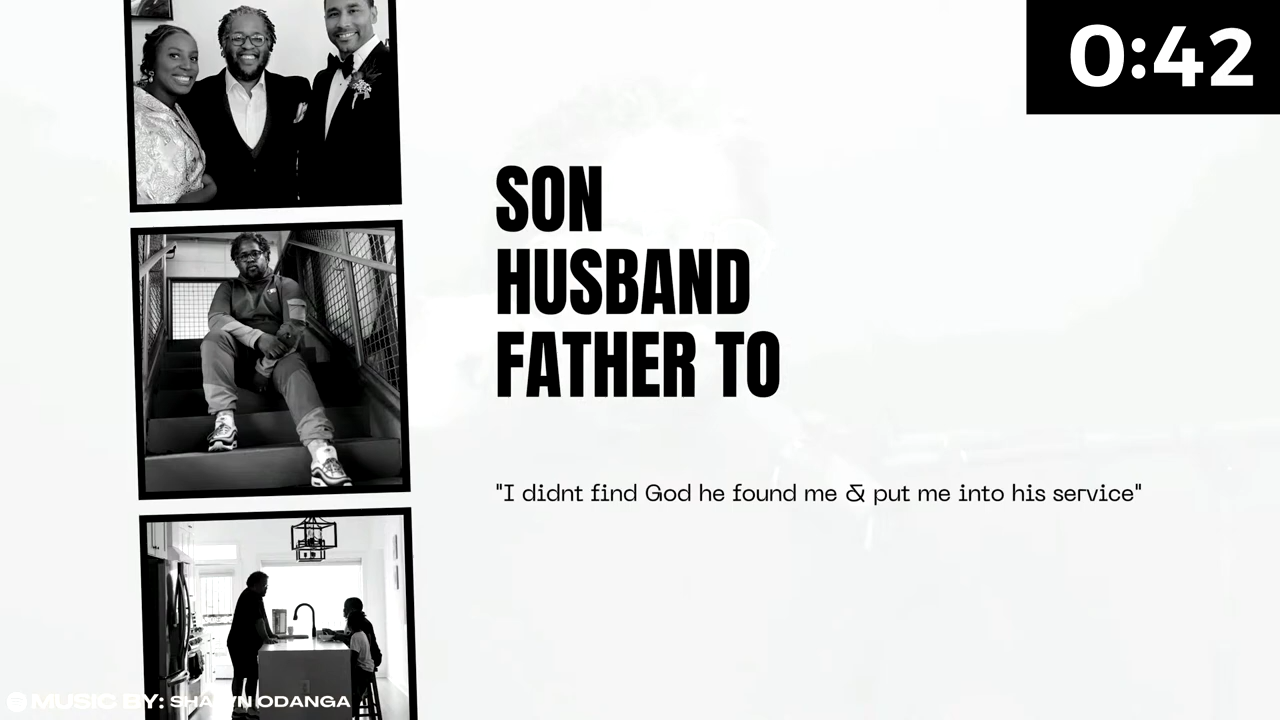 0:42
SON
HUSBAND
FATHER TO
"I didnt find God he found me & put me into his service"
MUSIC BY: SHAWN ODANGA